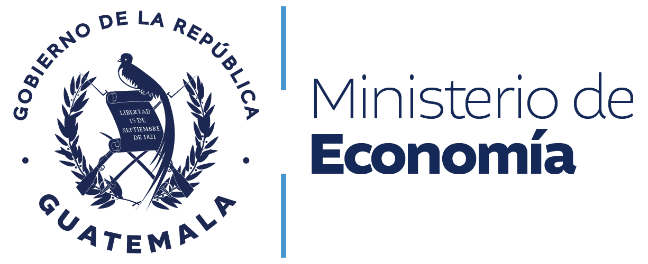 GOBIERNO DE LA REPÚBLICA
LIBERTAD
15 DE
SEPTIEMBRE
DE 1821
GUATEMALA
Ministerio de
Economía